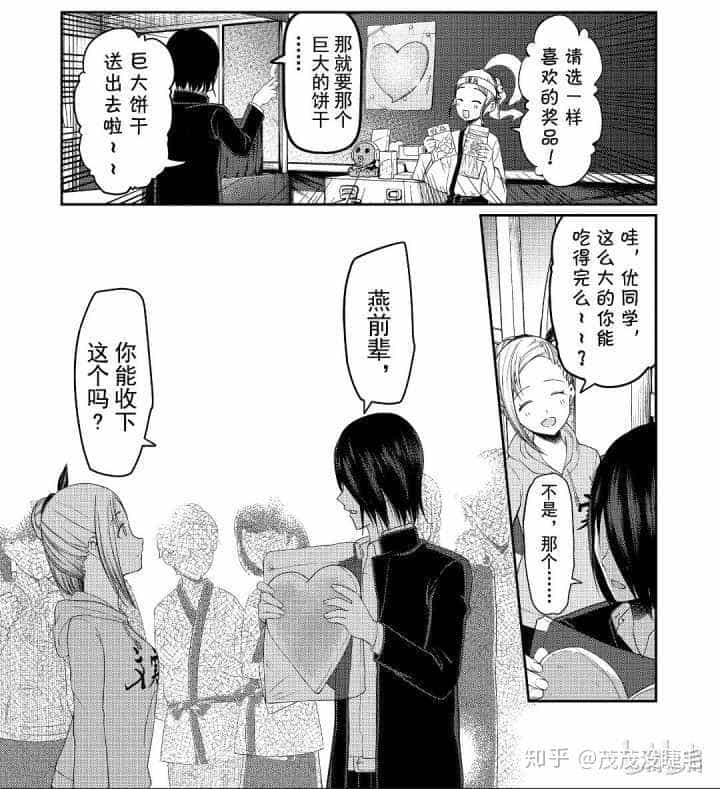 请选一样
喜欢的奖品！
那就要那个
巨大的饼干
……
巨大饼干
送出去啦～～
哇，优同学，
这么大的你能
吃得完么～～？
不是，那个……
燕前辈，
你能收下
这个吗？
知乎 @茂茂没睫毛